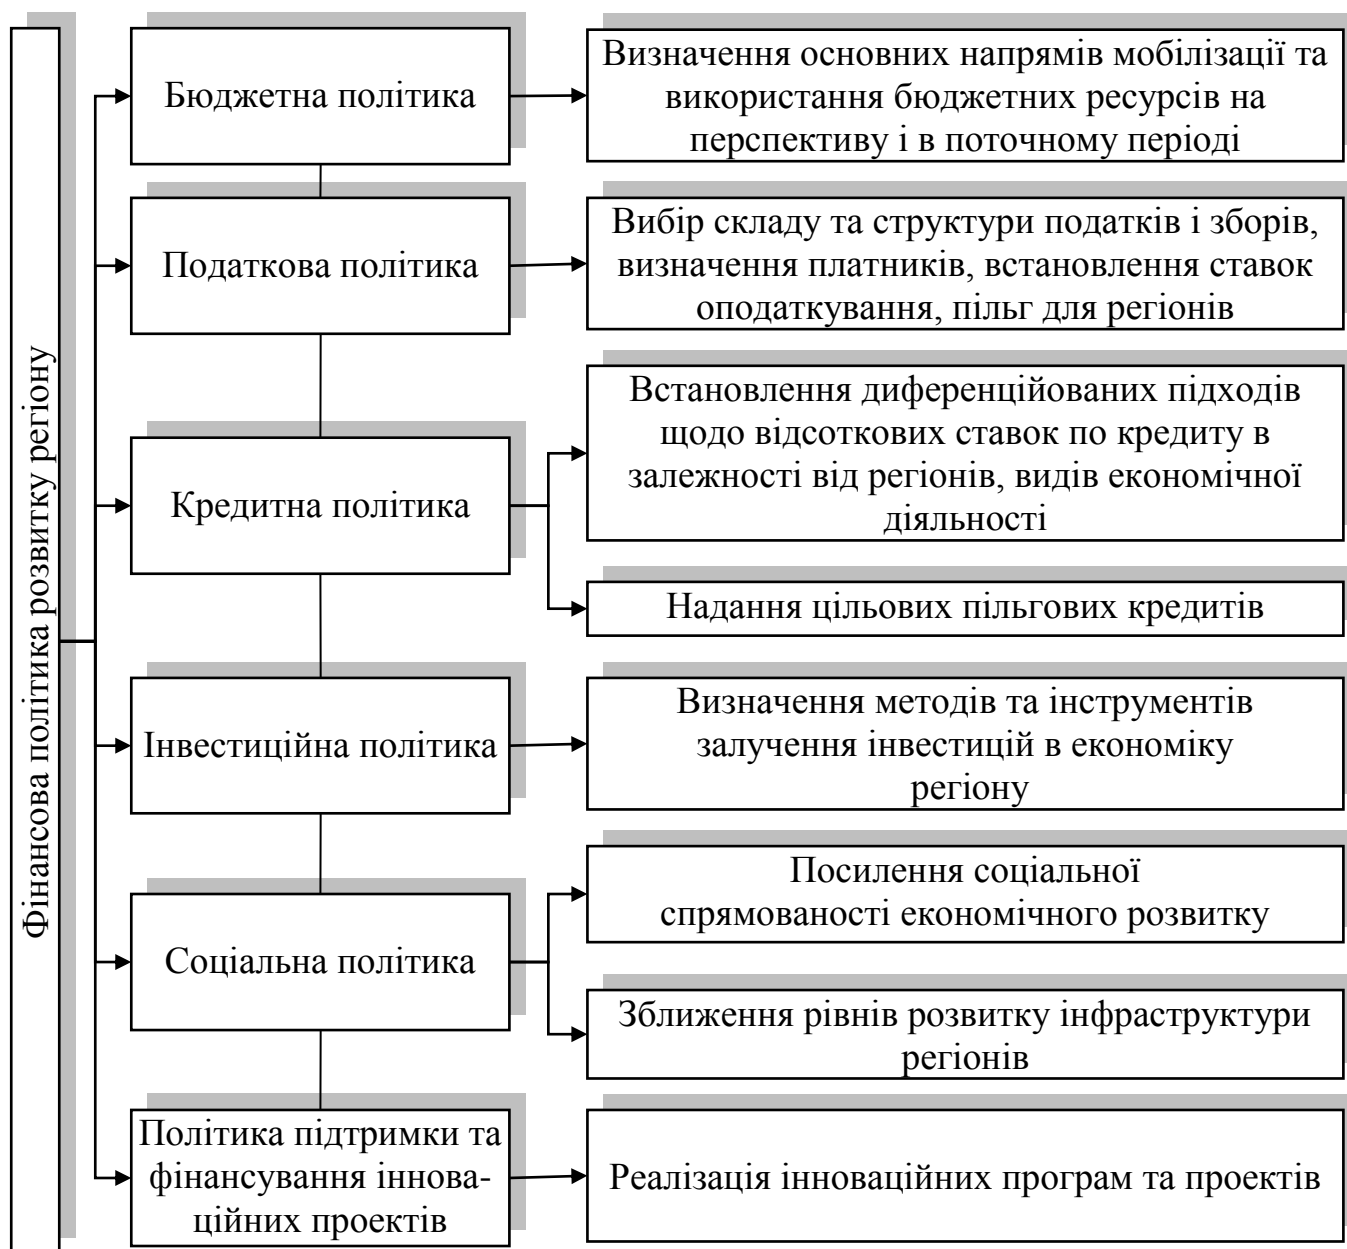 Фінансова політика розвитку регіону
Бюджетна політика
Визначення основних напрямів мобілізації та
використання бюджетних ресурсів на
перспективу і в поточному періоді
Податкова політика
Вибір складу та структури податків і зборів,
визначення платників, встановлення ставок
оподаткування, пільг для регіонів
Кредитна політика
Встановлення диференційованих підходів
щодо відсоткових ставок по кредиту в
залежності від регіонів, видів економічної
діяльності
Надання цільових пільгових кредитів
Інвестиційна політика
Визначення методів та інструментів
залучення інвестицій в економіку
регіону
Соціальна політика
Посилення соціальної
спрямованості економічного розвитку
Зближення рівнів розвитку інфраструктури
регіонів
Політика підтримки та
фінансування іннова-
ційних проектів
Реалізація інноваційних програм та проектів